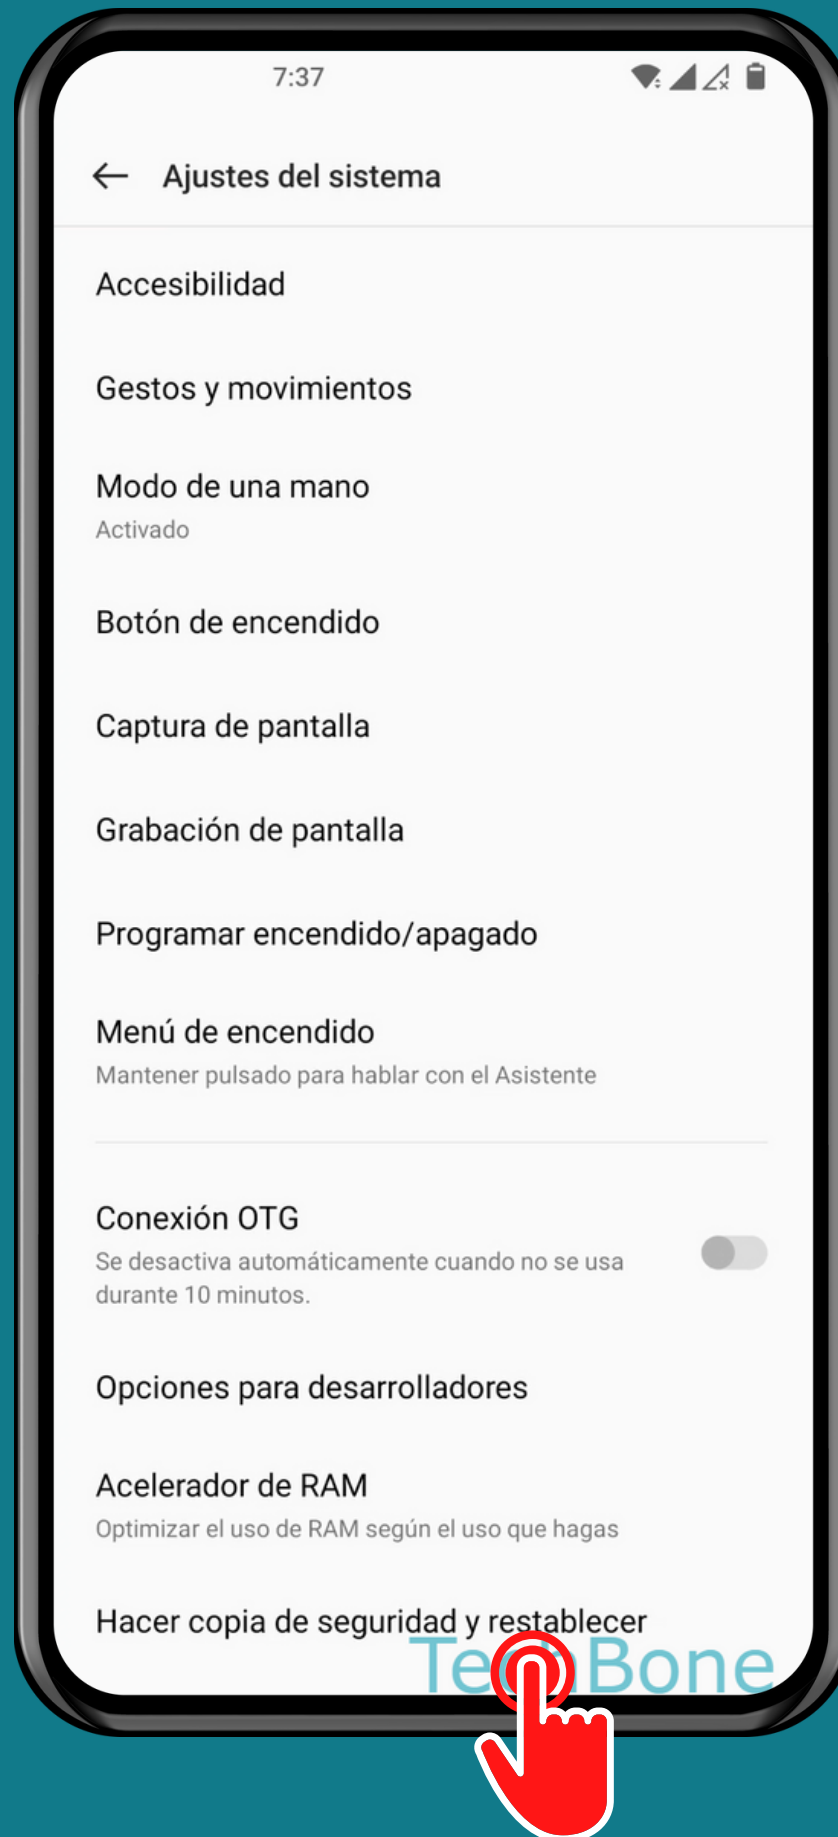 7:37
Ajustes del sistema
Accesibilidad
Gestos y movimientos
Modo de una mano
Activado
Botón de encendido
Captura de pantalla
Grabación de pantalla
Programar encendido/apagado
Menú de encendido
Mantener pulsado para hablar con el Asistente
Conexión OTG
Se desactiva automáticamente cuando no se usa
durante 10 minutos.
Opciones para desarrolladores
Acelerador de RAM
Optimizar el uso de RAM según el uso que hagas
Hacer copia de seguridad y restablecer
TechBone